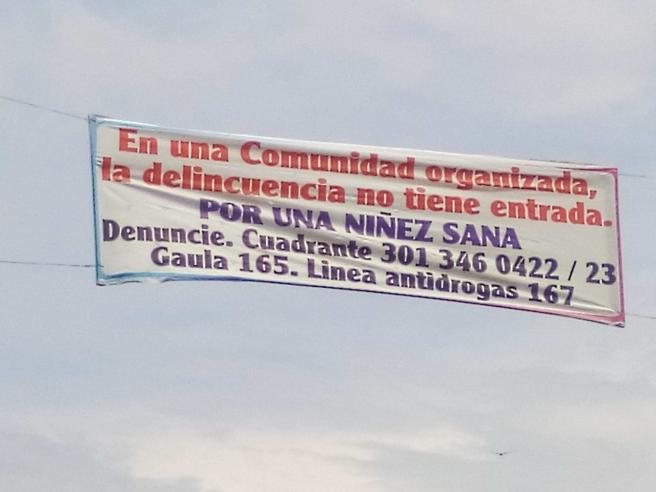 En una Comunidad organizada,
la delincuencia no tiene entrada.
POR UNA NIÑEZ SANA
Denuncie. Cuadrante 301 346 0422 / 23
Gaula 165. Linea antidrogas 167